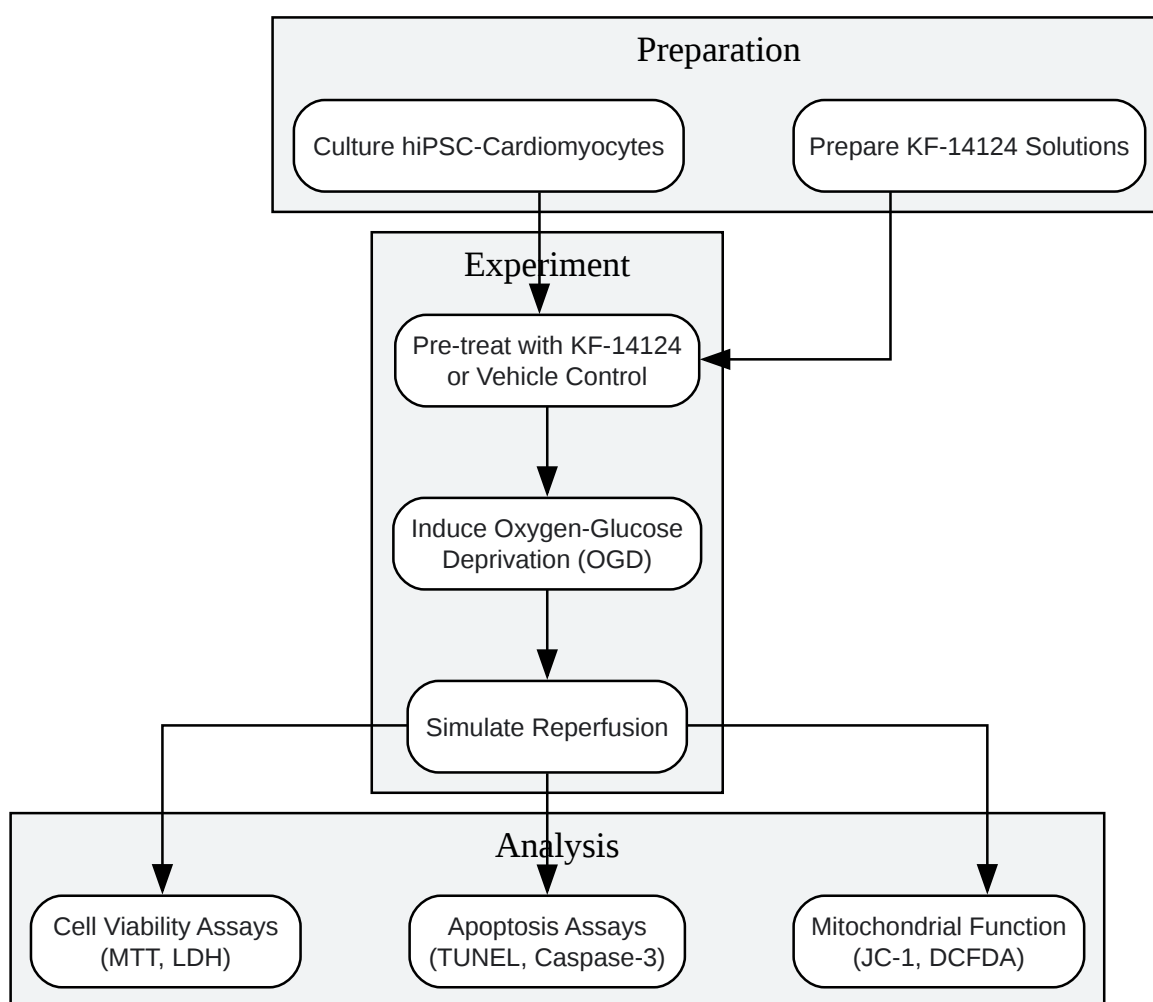 Preparation
Culture hiPSC-Cardiomyocytes
Prepare KF-14124 Solutions
Experiment
Pre-treat with KF-14124
or Vehicle Control
Induce Oxygen-Glucose
Deprivation (OGD)
Simulate Reperfusion
Analysis
Cell Viability Assays
(MTT, LDH)
Apoptosis Assays
(TUNEL, Caspase-3)
Mitochondrial Function
(JC-1, DCFDA)